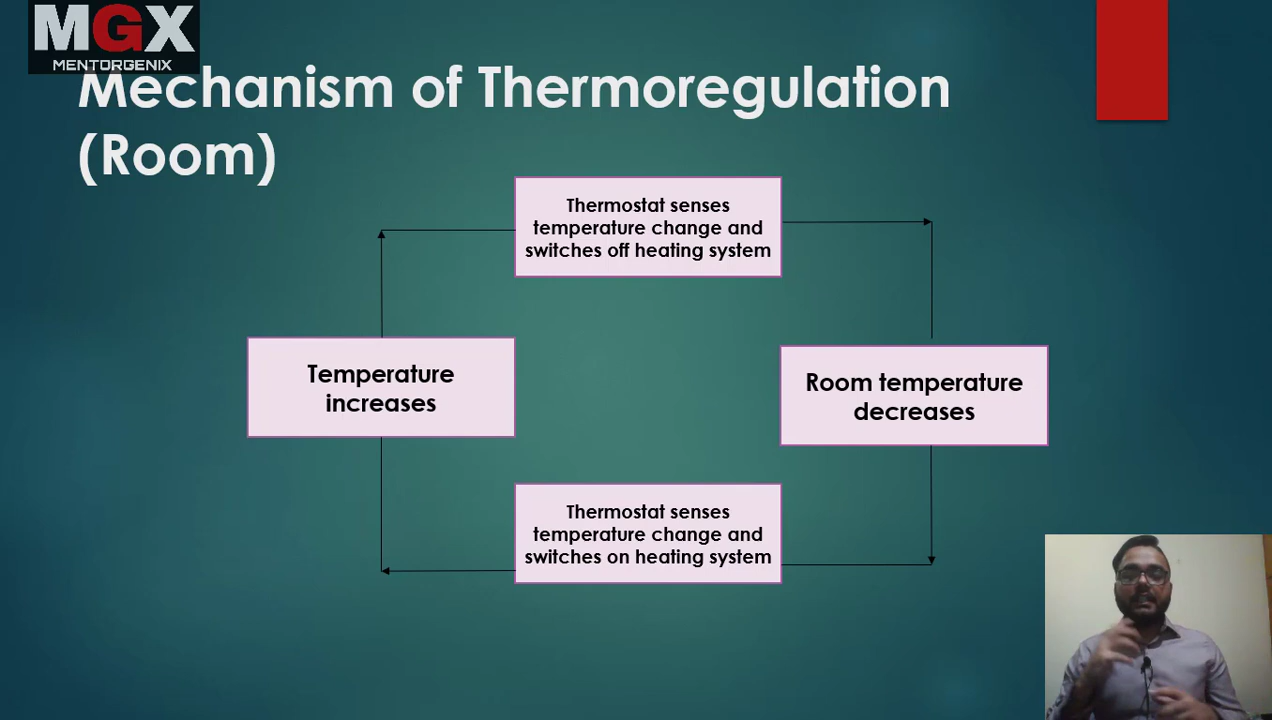 MGX
MENTORGENIX
Mechanism of Thermoregulation
(Room)
Thermostat senses
temperature change and
switches off heating system
Temperature
increases
Room temperature
decreases
Thermostat senses
temperature change and
switches on heating system